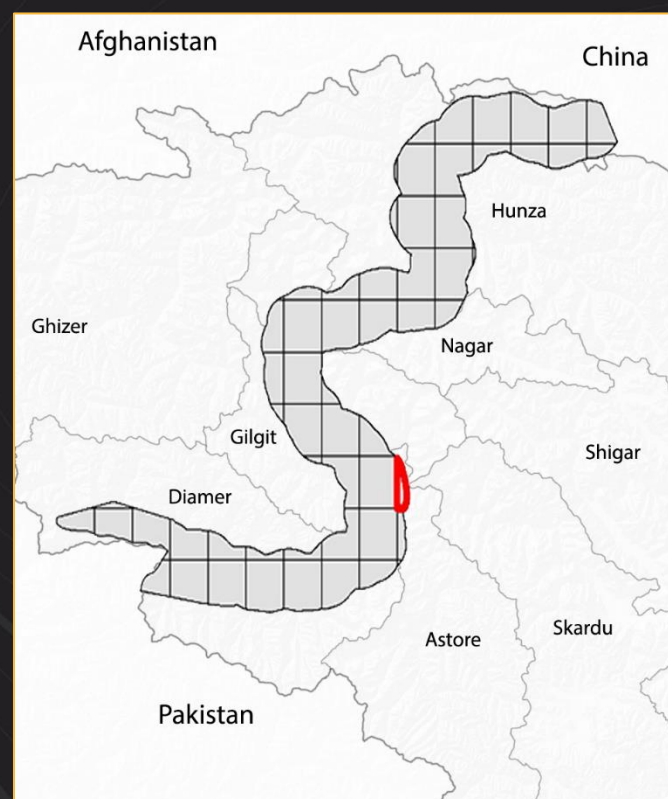 Afghanistan
China
Hunza
Ghizer
Nagar
Gilgit
Shigar
Diamer
Skardu
Astore
Pakistan